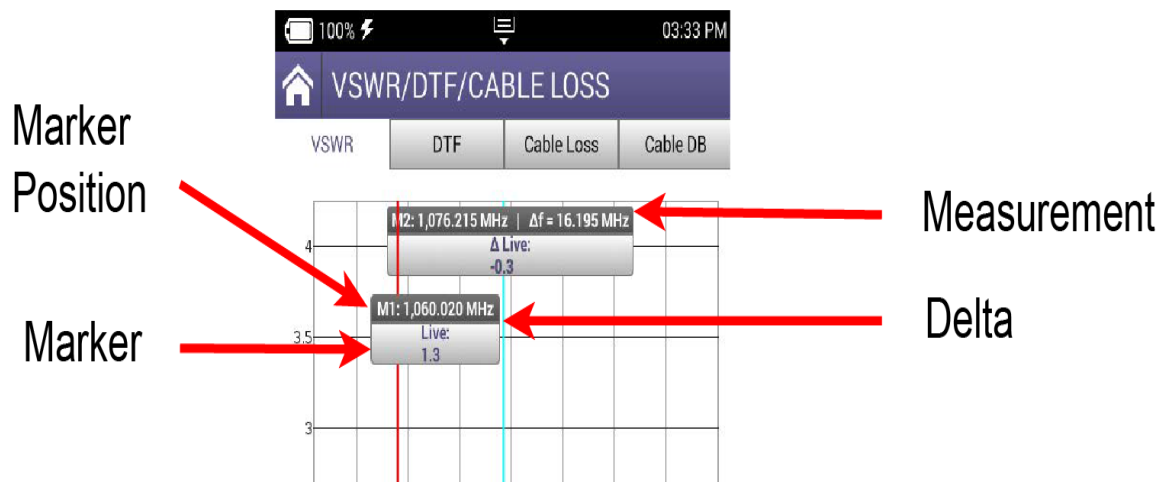 100%
03:33 PM
VSWR/DTF/CABLE LOSS
VSWR
DTF
Cable Loss
Cable DB
Marker
Position
Measurement
M2: 1,076.215 MHz | Δf = 16.195 MHz
4
Δ Live:
-0.3
M1: 1,060.020 MHz
Delta
Marker
3.5
Live:
1.3
3